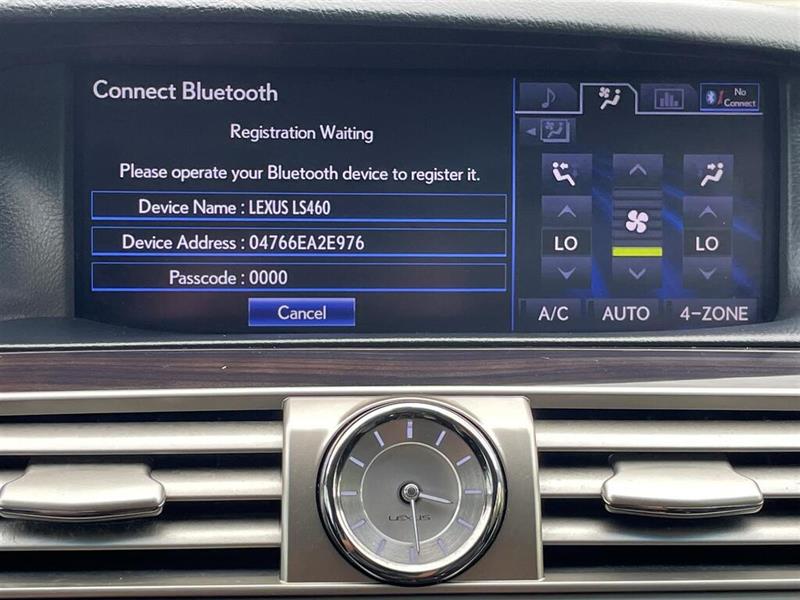 Connect Bluetooth
Registration Waiting
Please operate your Bluetooth device to register it.
Device Name : LEXUS LS460
Device Address : 04766EA2E976
Passcode : 0000
Cancel
No
Connect
LO
LO
A/C
AUTO
4-ZONE
LEXUS